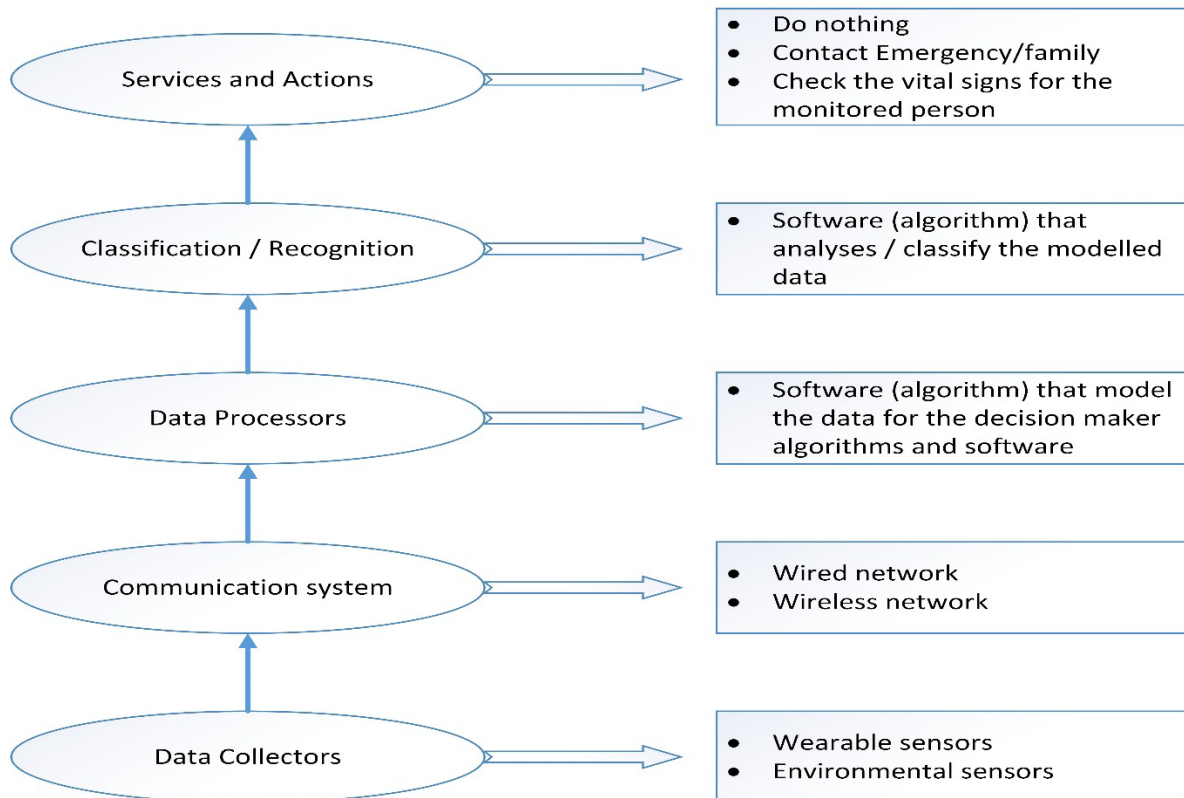 Services and Actions
• Do nothing
• Contact Emergency/family
• Check the vital signs for the
monitored person
Classification / Recognition
• Software (algorithm) that
analyses / classify the modelled
data
Data Processors
• Software (algorithm) that model
the data for the decision maker
algorithms and software
Communication system
• Wired network
• Wireless network
Data Collectors
• Wearable sensors
• Environmental sensors